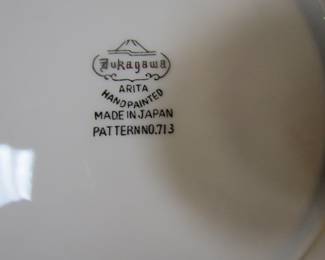 Fukagawa
ARITA
HANDPAINTED
MADE IN JAPAN
PATTERN NO. 713